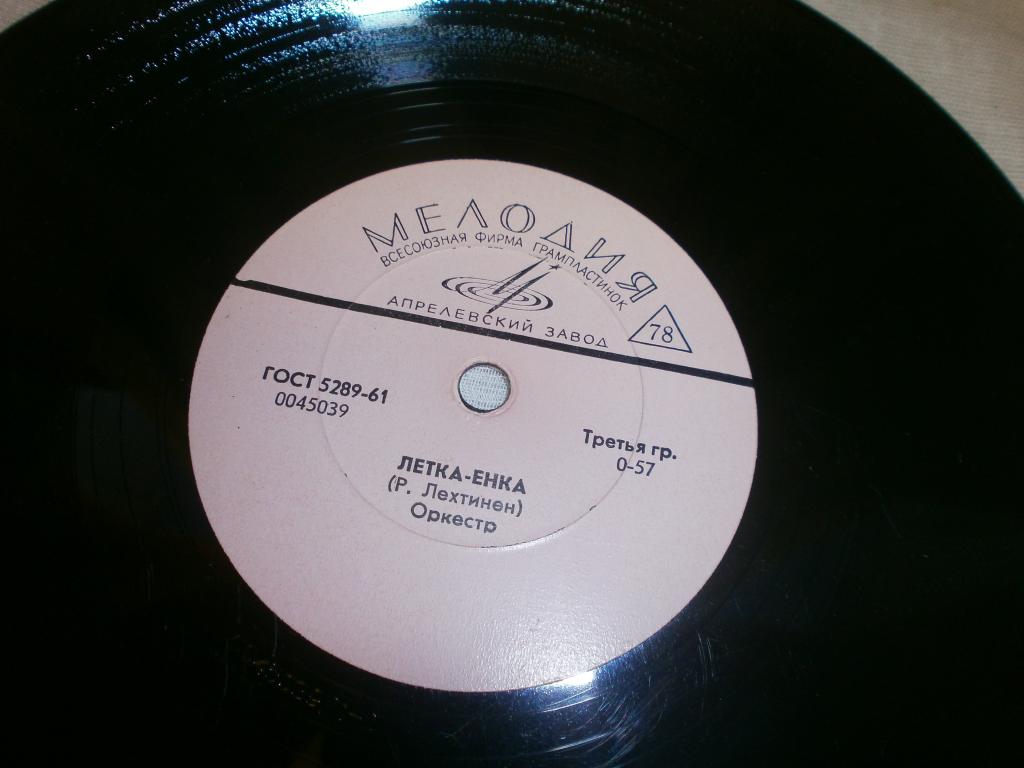 МЕЛОДИЯ
ВСЕСОЮЗНАЯ ФИРМА ГРАМПЛАСТИНОК
АПРЕЛЕВСКИЙ ЗАВОД
78
ГОСТ 5289-61
0045039
Третья гр.
0-57
ЛЕТКА-ЕНКА
(Р. Лехтинен)
Оркестр